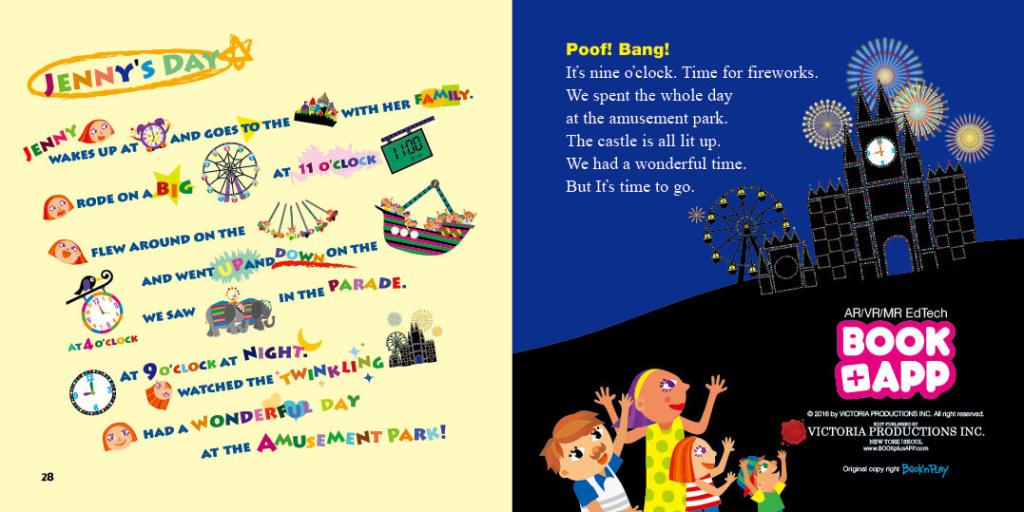 JENNY'S DAY
JENNY
WAKES UP AT AND GOES TO THE WITH HER FAMILY.
RODE ON A BIG AT 11 O'CLOCK 11:00
FLEW AROUND ON THE
AND WENT UP AND DOWN ON THE
WE SAW IN THE PARADE.
AT 4 O'CLOCK
AT 9 O'CLOCK AT NIGHT.
WATCHED THE TWINKLING
HAD A WONDERFUL DAY
AT THE AMUSEMENT PARK!
28
Poof! Bang!
It's nine o'clock. Time for fireworks.
We spent the whole day
at the amusement park.
The castle is all lit up.
We had a wonderful time.
But It's time to go.
AR/VR/MR EdTech
BOOK
+APP
© 2016 by VICTORIA PRODUCTIONS INC. All right reserved.
VICTORIA PRODUCTIONS INC.
NEW YORK | SEOUL
www.BOOKplusAPP.com
Original copy right Book'n'Play